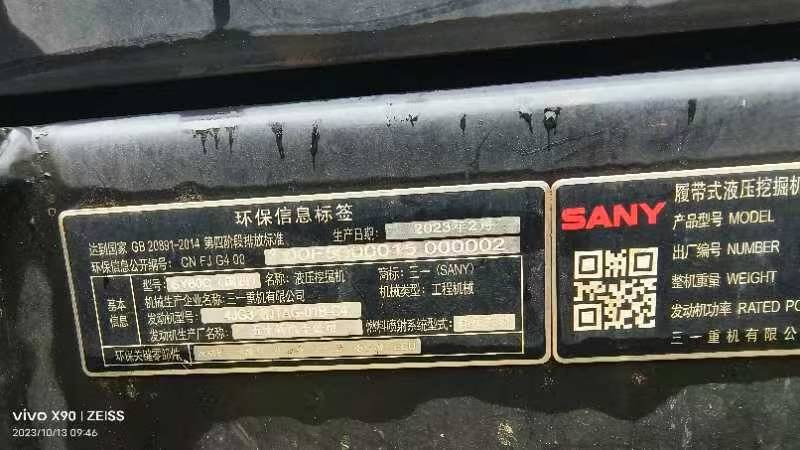 环保信息标签
达到国家 GB 20891-2014 第四阶段排放标准
生产日期: 2023年2月
环保信息公开编号: CN FJ G4 00 000015 000002
基本信息
型号: 名称: 液压挖掘机 商标: 三一 (SANY)
机械生产企业名称: 三一重机有限公司 机械类型: 工程机械
发动机型号:
发动机生产厂名称: 燃料喷射系统型式:
环保关键零部件
SANY
履带式液压挖掘机
产品型号 MODEL
出厂编号 NUMBER
整机重量 WEIGHT
发动机功率 RATED PO
三一重机有限公
vivo X90 | ZEISS
2023/10/13 09:46